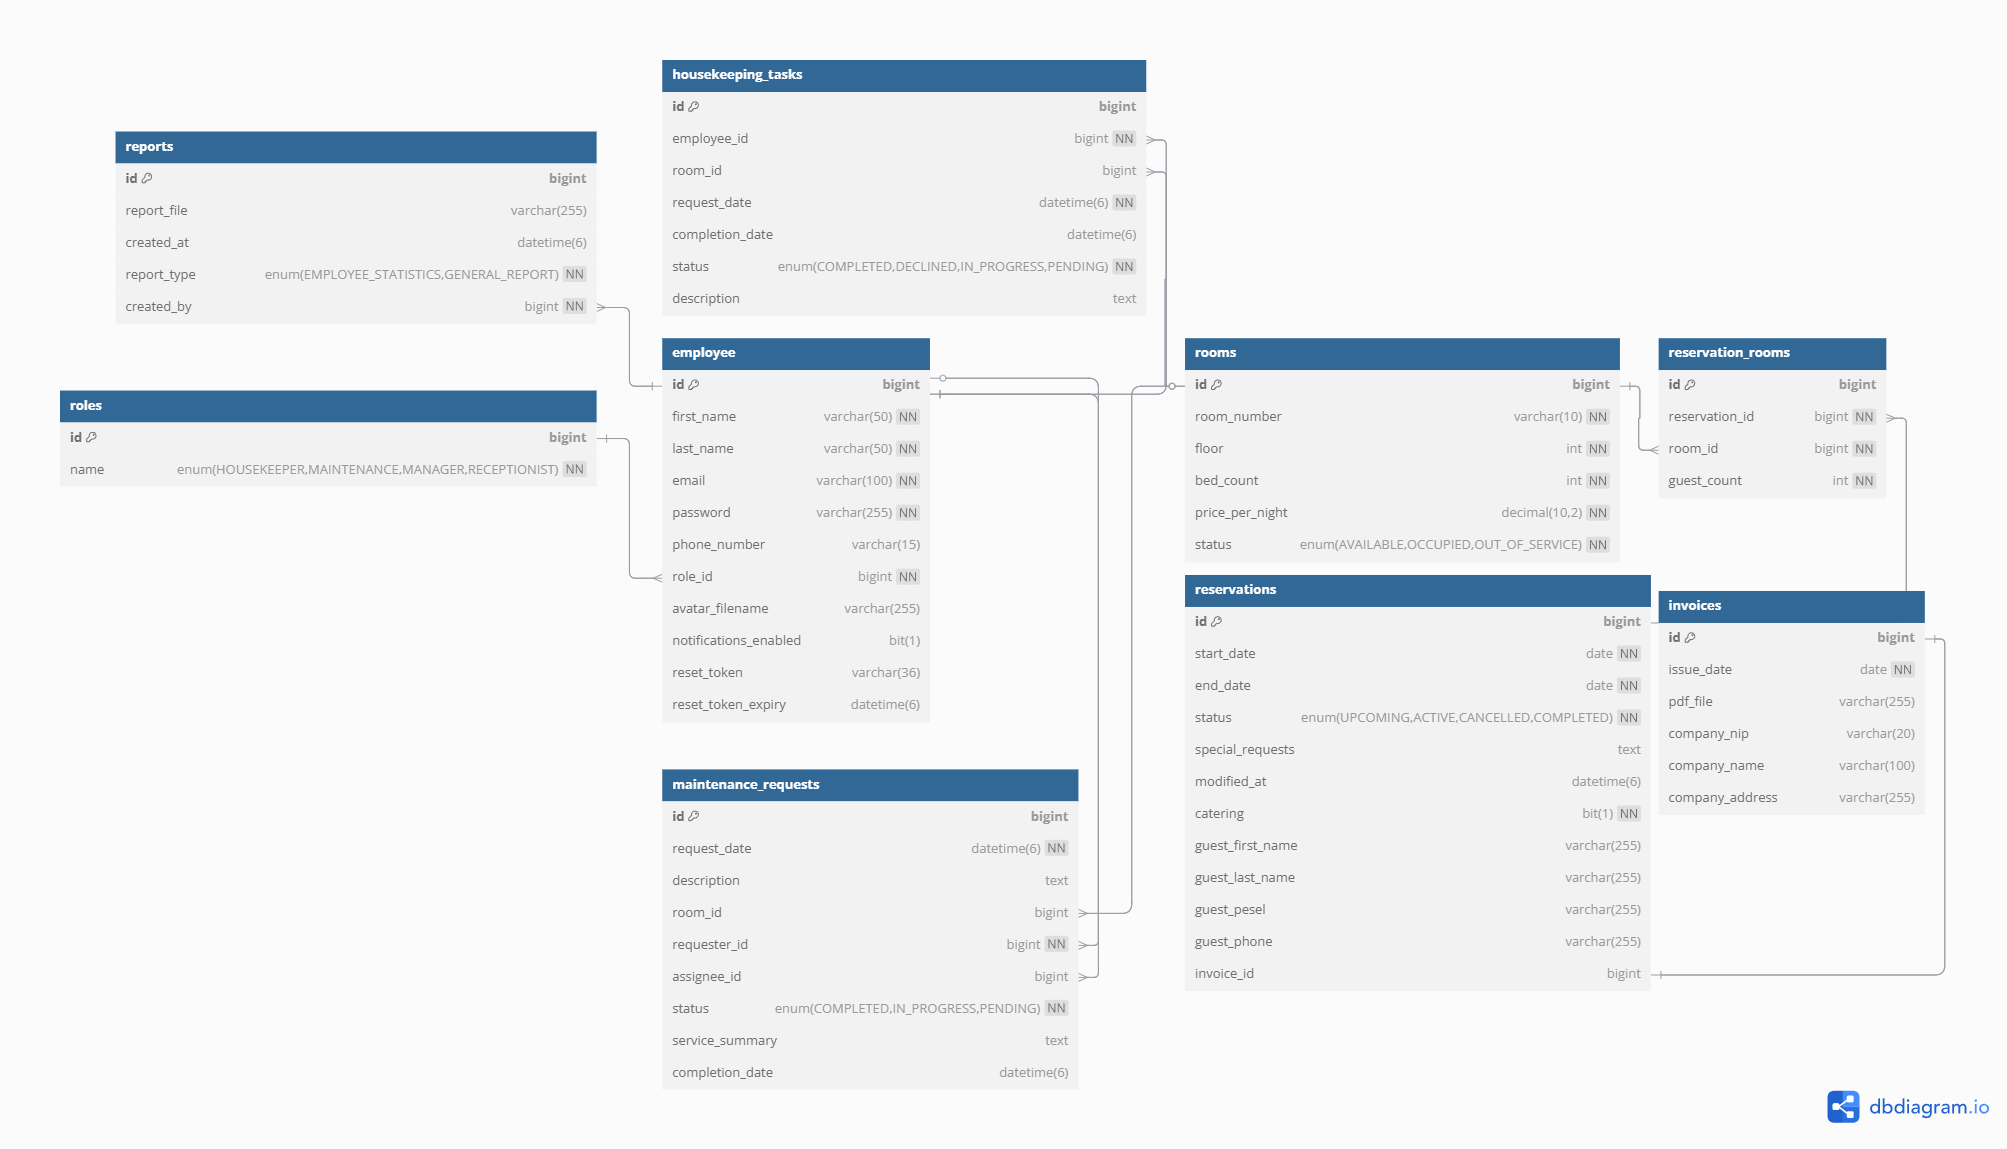 housekeeping_tasks
id bigint
employee_id bigint NN
room_id bigint
request_date datetime(6) NN
completion_date datetime(6)
status enum(COMPLETED,DECLINED,IN_PROGRESS,PENDING) NN
description text
reports
id bigint
report_file varchar(255)
created_at datetime(6)
report_type enum(EMPLOYEE_STATISTICS,GENERAL_REPORT) NN
created_by bigint NN
roles
id bigint
name enum(HOUSEKEEPER,MAINTENANCE,MANAGER,RECEPTIONIST) NN
employee
id bigint
first_name varchar(50) NN
last_name varchar(50) NN
email varchar(100) NN
password varchar(255) NN
phone_number varchar(15)
role_id bigint NN
avatar_filename varchar(255)
notifications_enabled bit(1)
reset_token varchar(36)
reset_token_expiry datetime(6)
rooms
id bigint
room_number varchar(10) NN
floor int NN
bed_count int NN
price_per_night decimal(10,2) NN
status enum(AVAILABLE,OCCUPIED,OUT_OF_SERVICE) NN
reservation_rooms
id bigint
reservation_id bigint NN
room_id bigint NN
guest_count int NN
reservations
id bigint
start_date date NN
end_date date NN
status enum(UPCOMING,ACTIVE,CANCELLED,COMPLETED) NN
special_requests text
modified_at datetime(6)
catering bit(1) NN
guest_first_name varchar(255)
guest_last_name varchar(255)
guest_pesel varchar(255)
guest_phone varchar(255)
invoice_id bigint
invoices
id bigint
issue_date date NN
pdf_file varchar(255)
company_nip varchar(20)
company_name varchar(100)
company_address varchar(255)
maintenance_requests
id bigint
request_date datetime(6) NN
description text
room_id bigint
requester_id bigint NN
assignee_id bigint
status enum(COMPLETED,IN_PROGRESS,PENDING) NN
service_summary text
completion_date datetime(6)
dbdiagram.io